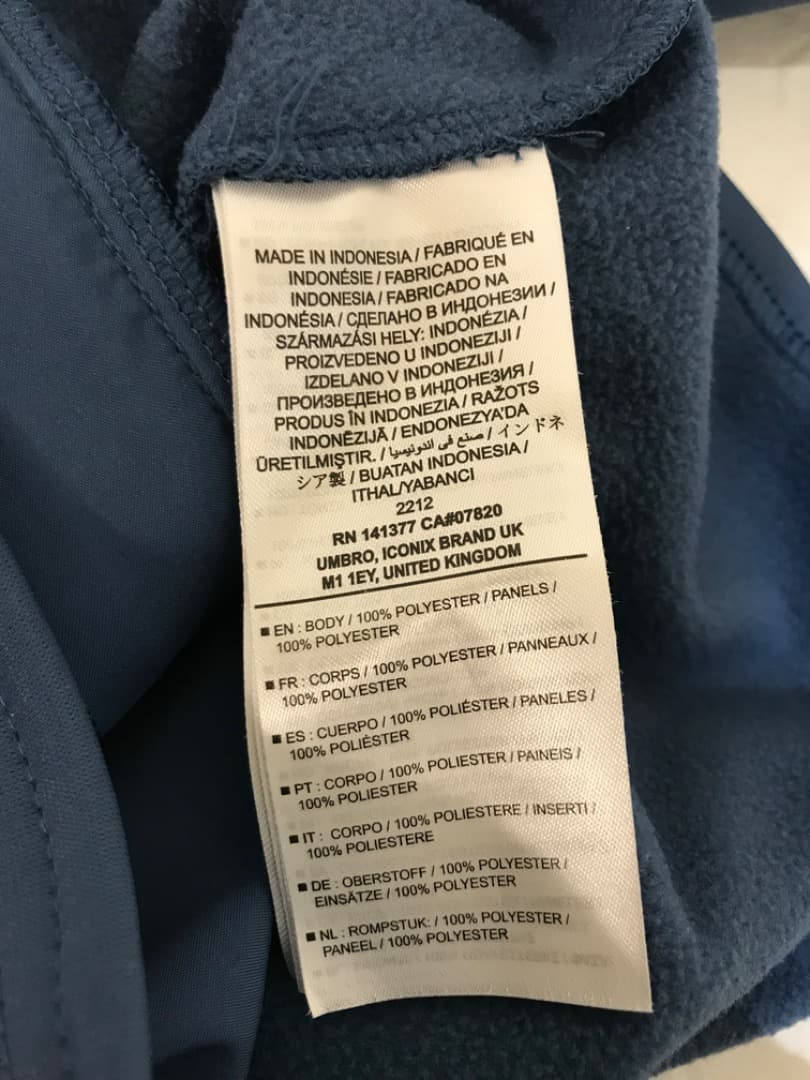 MADE IN INDONESIA / FABRIQUÉ EN
INDONÉSIE / FABRICADO EN
INDONESIA / FABRICADO NA
INDONÉSIA / СДЕЛАНО В ИНДОНЕЗИИ /
SZÁRMAZÁSI HELY: INDONÉZIA /
PROIZVEDENO U INDONEZIJI /
IZDELANO V INDONEZIJI /
ПРОИЗВЕДЕНО В ИНДОНЕЗИЯ /
PRODUS ÎN INDONEZIA / RAŽOTS
INDONĒZIJĀ / ENDONEZYA'DA
ÜRETILMIŞTIR. / صنع في اندونيسيا / インドネ
シア製 / BUATAN INDONESIA /
ITHAL/YABANCI
2212
RN 141377 CA#07820
UMBRO, ICONIX BRAND UK
M1 1EY, UNITED KINGDOM
■ EN : BODY / 100% POLYESTER / PANELS /
100% POLYESTER
■ FR : CORPS / 100% POLYESTER / PANNEAUX /
100% POLYESTER
■ ES : CUERPO / 100% POLIÉSTER / PANELES /
100% POLIÉSTER
■ PT : CORPO / 100% POLIESTER / PAINEIS /
100% POLIESTER
■ IT : CORPO / 100% POLIESTERE / INSERTI /
100% POLIESTERE
■ DE : OBERSTOFF / 100% POLYESTER /
EINSÄTZE / 100% POLYESTER
■ NL : ROMPSTUK: / 100% POLYESTER /
PANEEL / 100% POLYESTER